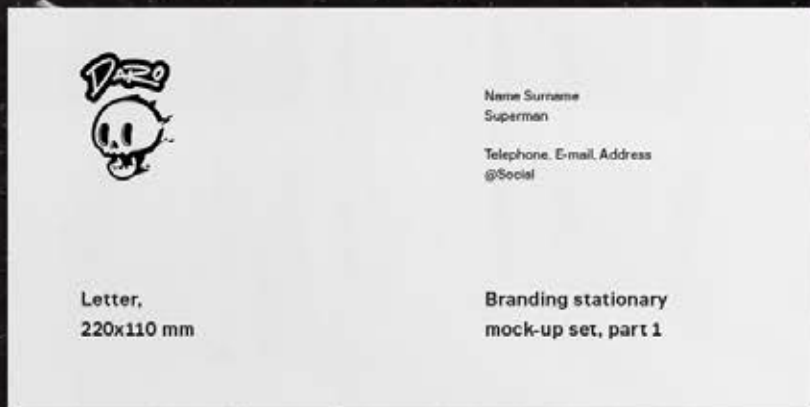 DARO
Name Surname
Superman
Telephone. E-mail. Address
@Social
Letter,
220x110 mm
Branding stationary
mock-up set, part 1